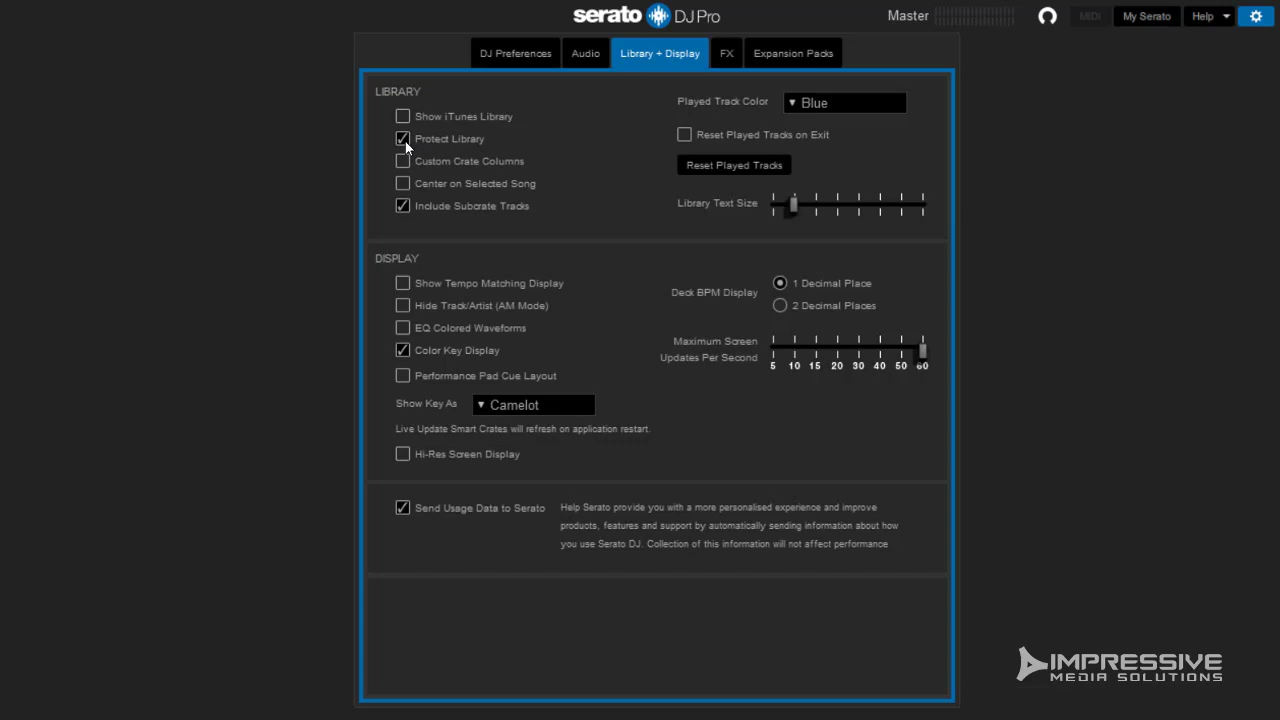 serato DJ Pro
Master
MIDI
My Serato
Help
DJ Preferences
Audio
Library + Display
FX
Expansion Packs
LIBRARY
Show iTunes Library
Protect Library
Custom Crate Columns
Center on Selected Song
Include Subcrate Tracks
Played Track Color
Blue
Reset Played Tracks on Exit
Reset Played Tracks
Library Text Size
DISPLAY
Show Tempo Matching Display
Hide Track/Artist (AM Mode)
EQ Colored Waveforms
Color Key Display
Performance Pad Cue Layout
Show Key As
Camelot
Live Update Smart Crates will refresh on application restart.
Hi-Res Screen Display
Deck BPM Display
1 Decimal Place
2 Decimal Places
Maximum Screen
Updates Per Second
5 10 15 20 30 40 50 60
Send Usage Data to Serato
Help Serato provide you with a more personalised experience and improve
products, features and support by automatically sending information about how
you use Serato DJ. Collection of this information will not affect performance
IMPRESSIVE
MEDIA SOLUTIONS